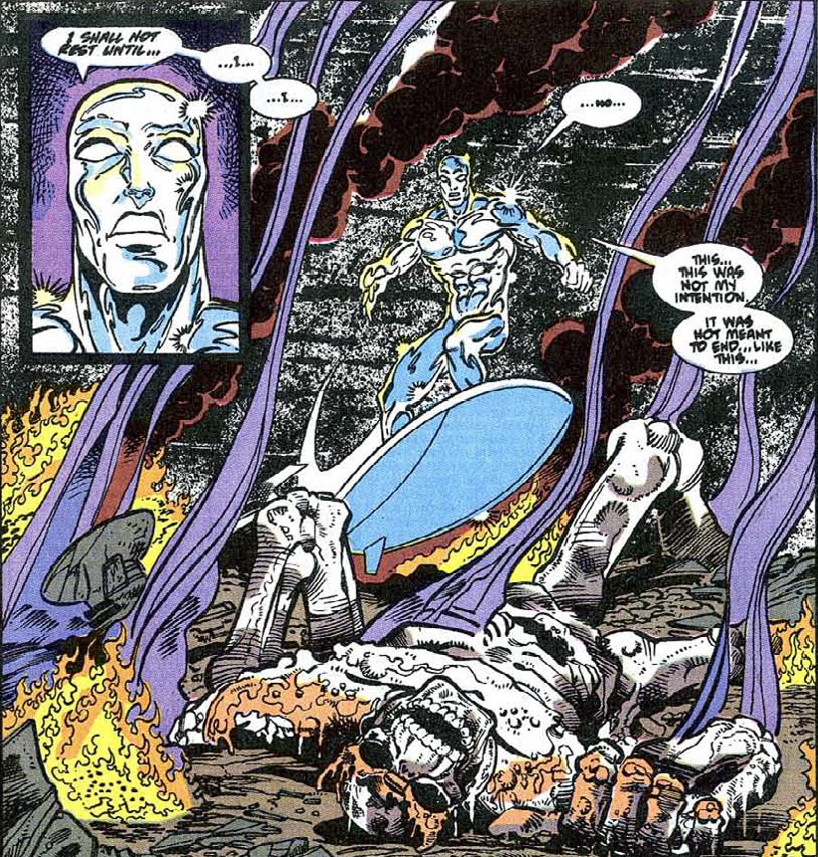 I SHALL NOT
REST UNTIL...
...I...
...I...
...NO...
THIS...
THIS WAS
NOT MY
INTENTION.
IT WAS
NOT MEANT
TO END...LIKE
THIS...